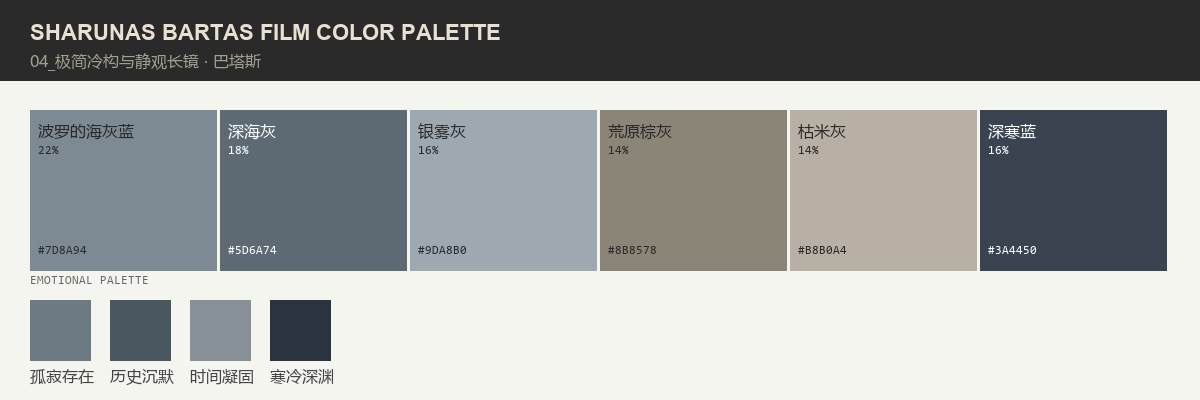 SHARUNAS BARTAS FILM COLOR PALETTE
04_极简冷构与静观长镜 · 巴塔斯
波罗的海灰蓝
22%
#7D8A94
深海灰
18%
#5D6A74
银雾灰
16%
#9DA8B0
荒原棕灰
14%
#8B8578
枯米灰
14%
#B8B0A4
深寒蓝
16%
#3A4450
EMOTIONAL PALETTE
孤寂存在
历史沉默
时间凝固
寒冷深渊